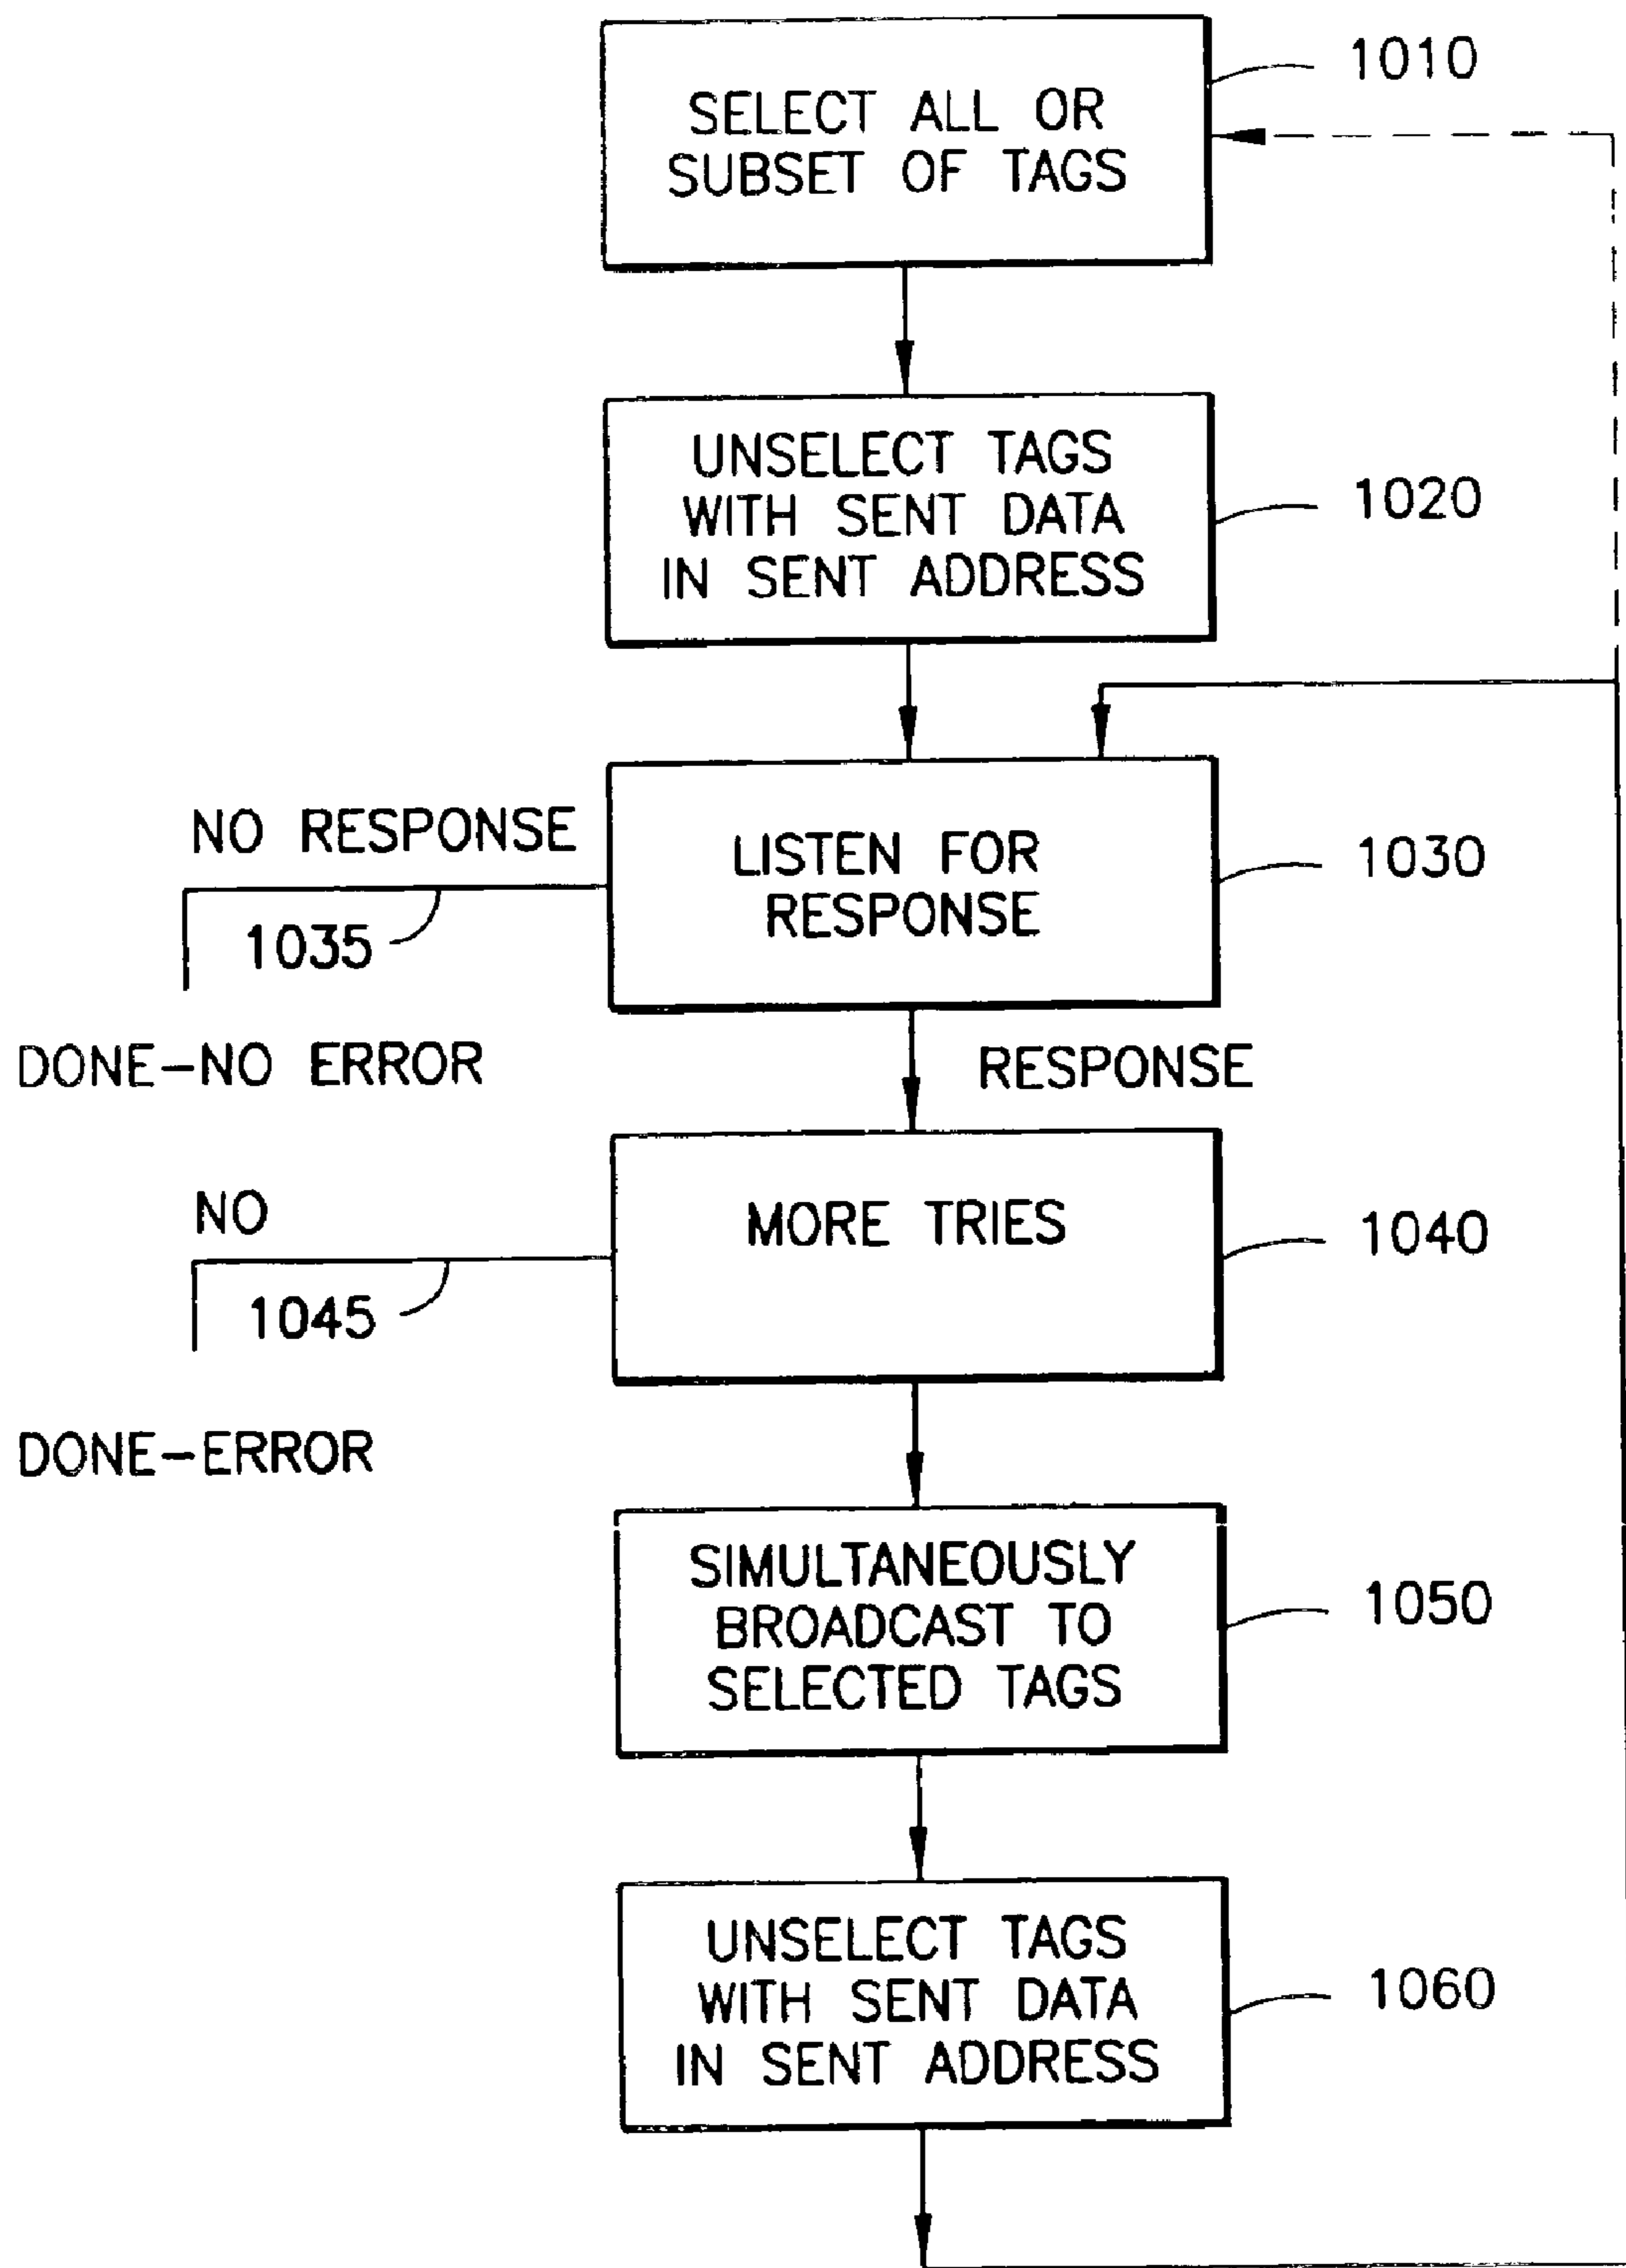 1010
SELECT ALL OR
SUBSET OF TAGS
UNSELECT TAGS
WITH SENT DATA
IN SENT ADDRESS
1020
NO RESPONSE
LISTEN FOR
RESPONSE
1030
1035
DONE-NO ERROR
RESPONSE
NO
MORE TRIES
1040
1045
DONE-ERROR
SIMULTANEOUSLY
BROADCAST TO
SELECTED TAGS
1050
UNSELECT TAGS
WITH SENT DATA
IN SENT ADDRESS
1060